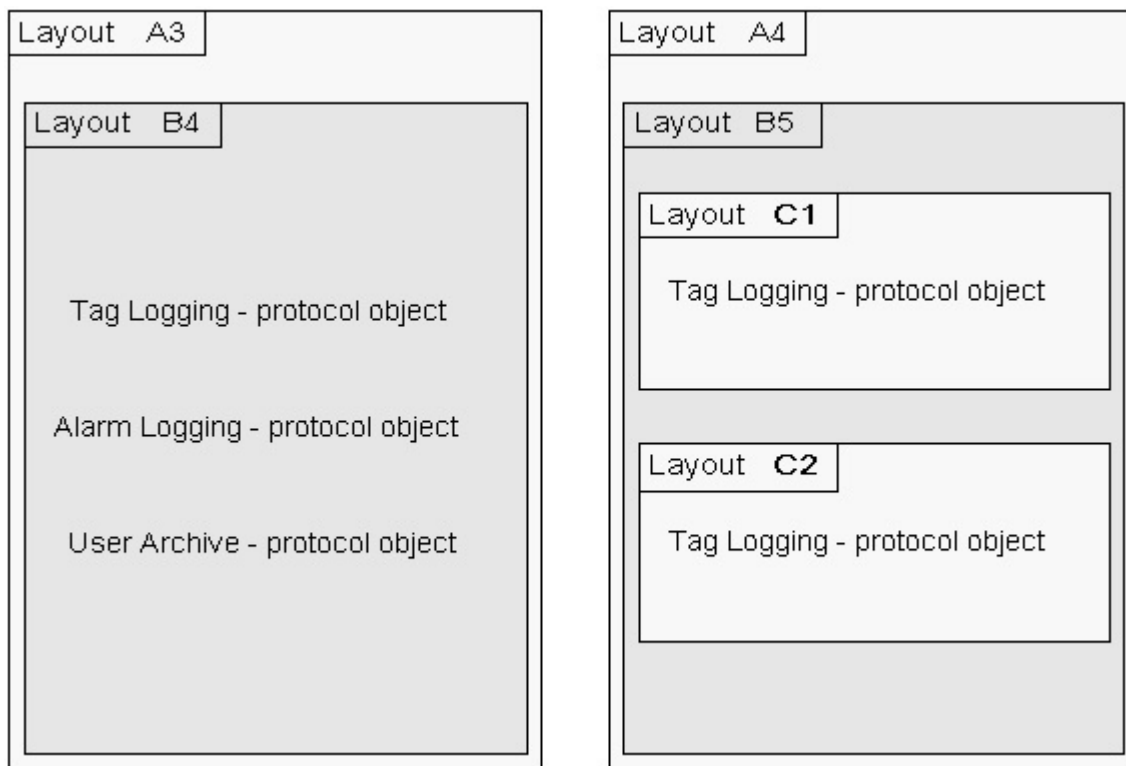 Layout A3
Layout B4
Tag Logging - protocol object
Alarm Logging - protocol object
User Archive - protocol object
Layout A4
Layout B5
Layout C1
Tag Logging - protocol object
Layout C2
Tag Logging - protocol object